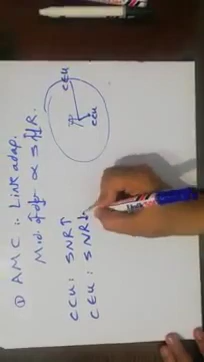 ① AMC :- Link adap.
α
CEU
CCU
CCU : SNR↑
CEU : SNR↓